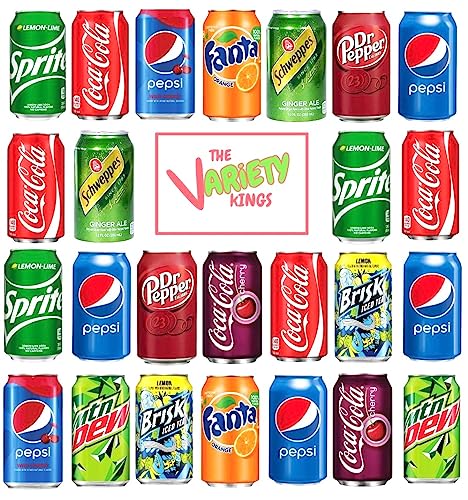 LEMON-LIME
Sprite
Coca-Cola
pepsi
Fanta
ORANGE
Schweppes
GINGER ALE
Dr Pepper
23
pepsi
Coca-Cola
Schweppes
GINGER ALE
THE
VARiETY
KINGS
LEMON-LIME
Sprite
Coca-Cola
LEMON-LIME
Sprite
pepsi
Dr Pepper
23
Coca-Cola
cherry
Coca-Cola
LEMON
Brisk
ICED TEA
pepsi
pepsi
mtn
DEW
LEMON
Brisk
ICED TEA
Fanta
ORANGE
pepsi
Coca-Cola
cherry
mtn
DEW